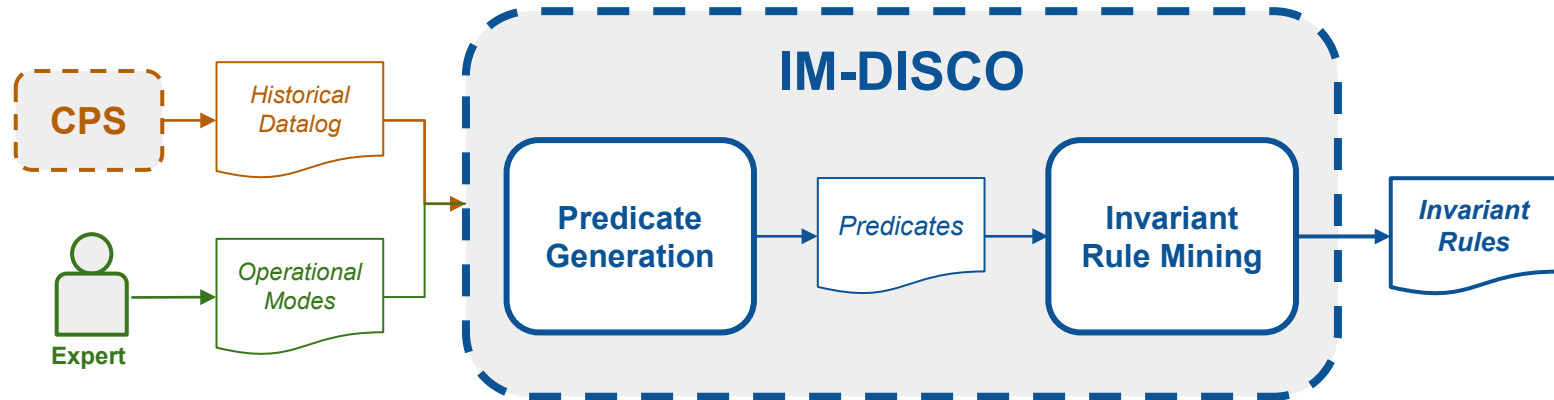 IM-DISCO
CPS
Historical
Datalog
Expert
Operational
Modes
Predicate
Generation
Predicates
Invariant
Rule Mining
Invariant
Rules